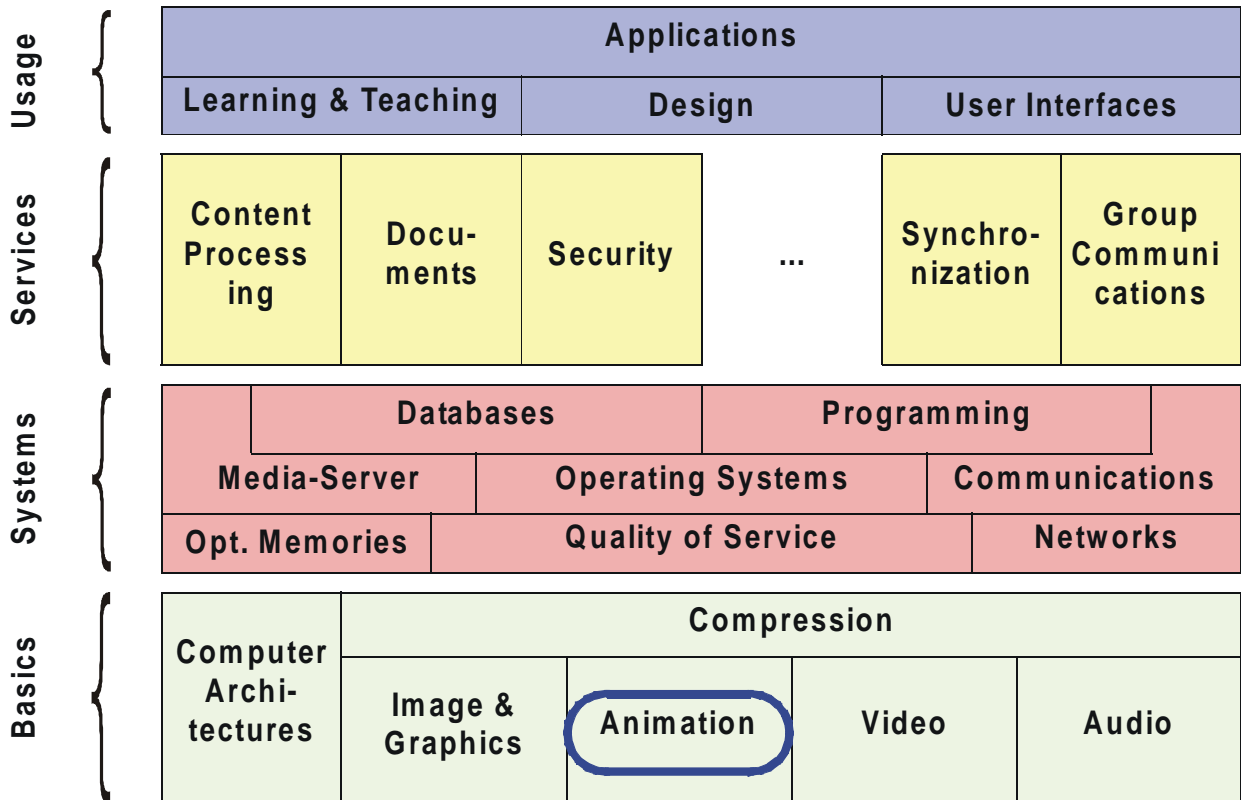 Usage
Applications
Learning & Teaching
Design
User Interfaces
Services
Content
Process
ing
Docu-
ments
Security
...
Synchro-
nization
Group
Communi
cations
Systems
Databases
Programming
Media-Server
Operating Systems
Communications
Opt. Memories
Quality of Service
Networks
Basics
Computer
Archi-
tectures
Compression
Image &
Graphics
Animation
Video
Audio